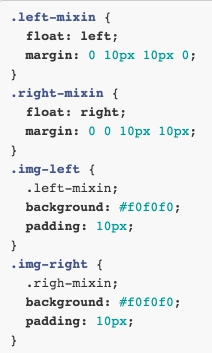 .left-mixin {
float: left;
margin: 0 10px 10px 0;
}
.right-mixin {
float: right;
margin: 0 0 10px 10px;
}
.img-left {
.left-mixin;
background: #f0f0f0;
padding: 10px;
}
.img-right {
.righ-mixin;
background: #f0f0f0;
padding: 10px;
}